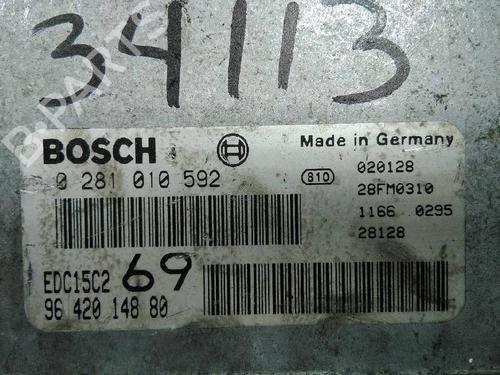 34113
B-PARTS
BOSCH
Made in Germany
0 281 010 592
810
020128
28FM0310
1166 0295
28128
EDC15C2
69
96 420 148 80